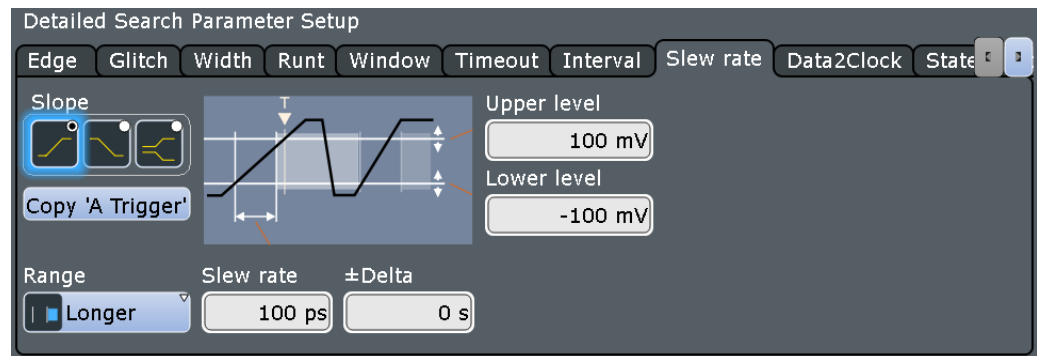 Detailed Search Parameter Setup
Edge Glitch Width Runt Window Timeout Interval Slew rate Data2Clock State
Slope
T
Upper level
100 mV
Lower level
Copy 'A Trigger'
-100 mV
Range Slew rate ±Delta
Longer 100 ps 0 s